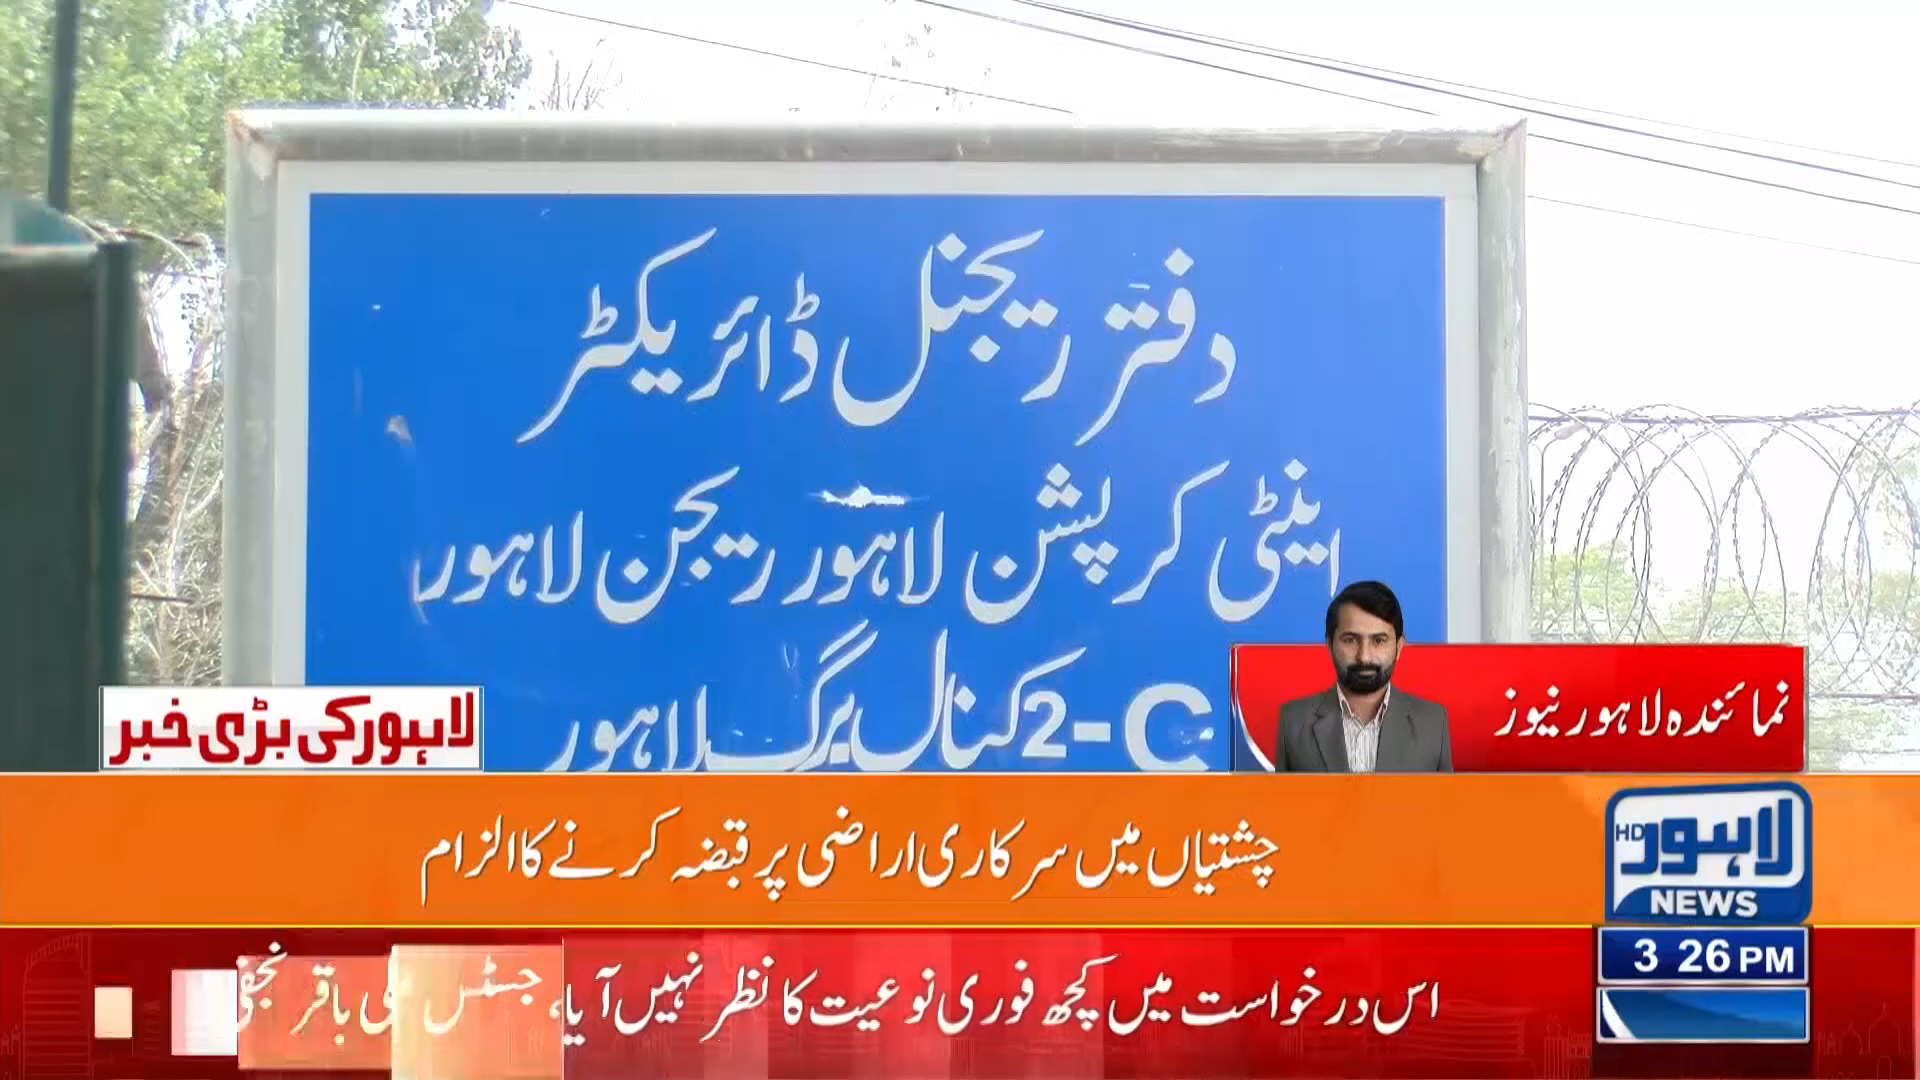 دفتر ریجنل ڈائریکٹر
اینٹی کرپشن لاہور ریجن لاہور
2-C کنال برگ لاہور
نمائندہ لاہور نیوز
لاہور کی بڑی خبر
چشتیاں میں سرکاری اراضی پر قبضہ کرنے کا الزام
لاہور
HD
NEWS
3 26 PM
اس درخواست میں کچھ فوری نوعیت کا نظر نہیں آیا، جسٹس باقر نجفی